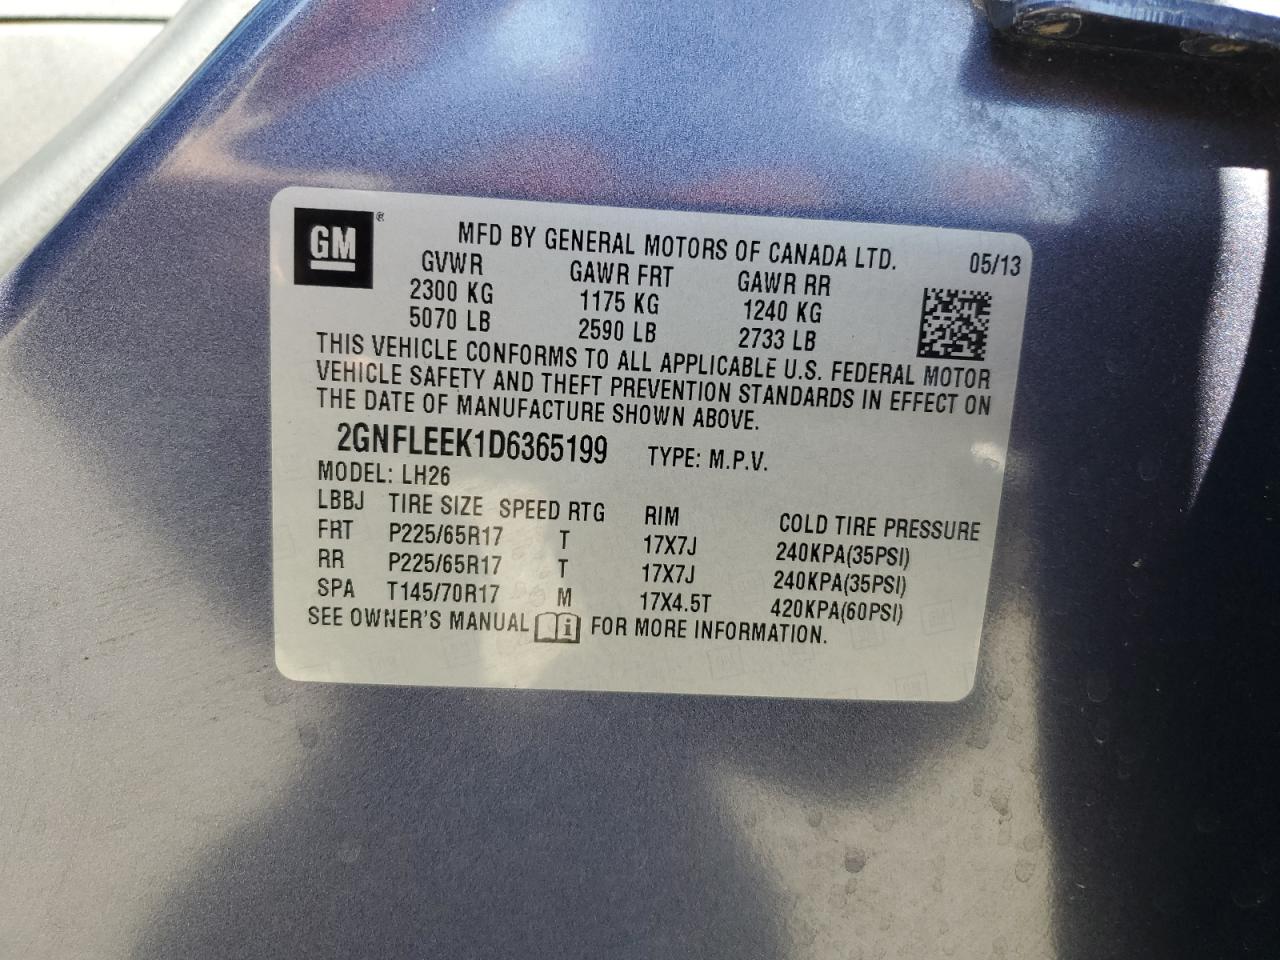 GM ®
MFD BY GENERAL MOTORS OF CANADA LTD. 05/13
GVWR GAWR FRT GAWR RR
2300 KG 1175 KG 1240 KG
5070 LB 2590 LB 2733 LB
THIS VEHICLE CONFORMS TO ALL APPLICABLE U.S. FEDERAL MOTOR
VEHICLE SAFETY AND THEFT PREVENTION STANDARDS IN EFFECT ON
THE DATE OF MANUFACTURE SHOWN ABOVE.
2GNFLEEK1D6365199 TYPE: M.P.V.
MODEL: LH26
LBBJ TIRE SIZE SPEED RTG RIM COLD TIRE PRESSURE
FRT P225/65R17 T 17X7J 240KPA(35PSI)
RR P225/65R17 T 17X7J 240KPA(35PSI)
SPA T145/70R17 M 17X4.5T 420KPA(60PSI)
SEE OWNER'S MANUAL i FOR MORE INFORMATION.